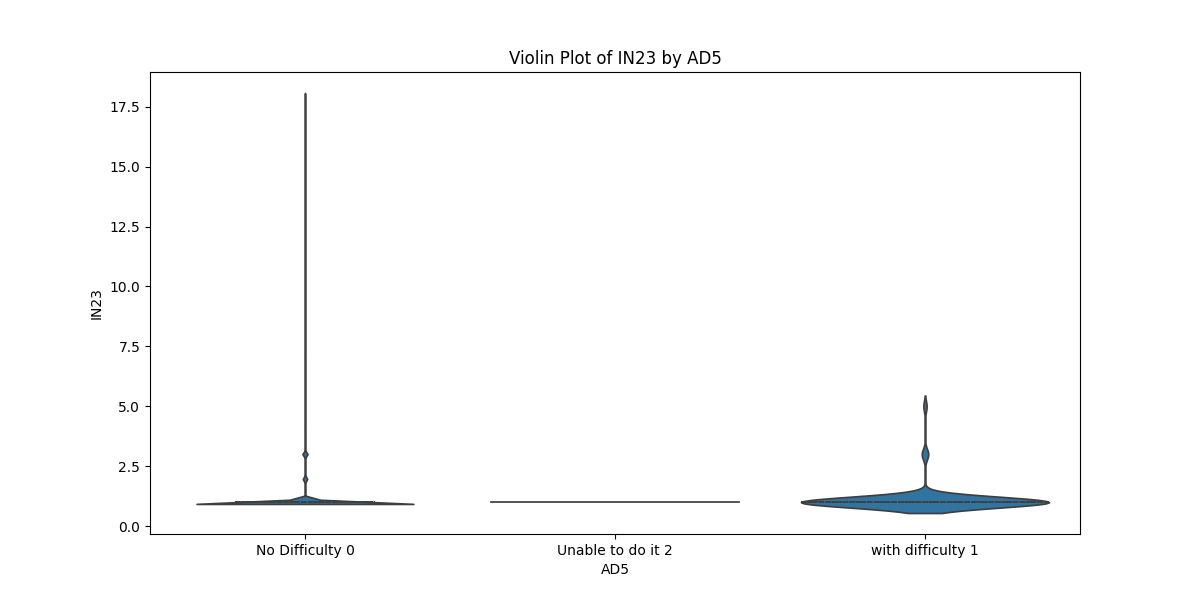 Violin Plot of IN23 by AD5
17.5
15.0
12.5
10.0
7.5
5.0
2.5
0.0
IN23
No Difficulty 0
Unable to do it 2
with difficulty 1
AD5